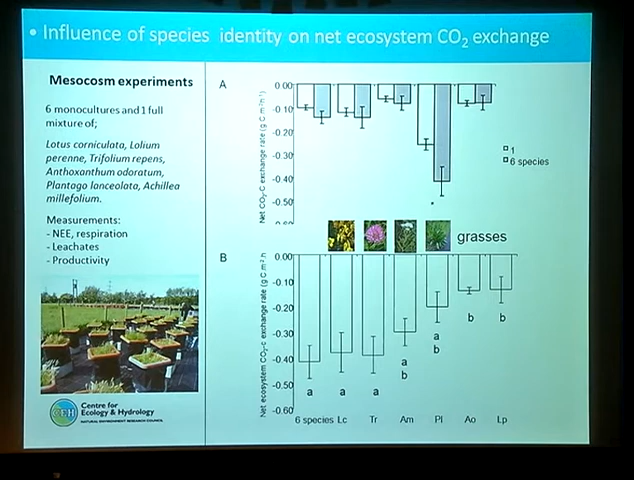 • Influence of species identity on net ecosystem CO₂ exchange
Mesocosm experiments
6 monocultures and 1 full
mixture of;
Lotus corniculata, Lolium
perenne, Trifolium repens,
Anthoxanthum odoratum,
Plantago lanceolata, Achillea
millefolium.
Measurements:
- NEE, respiration
- Leachates
- Productivity
Centre for
Ecology & Hydrology
NATURAL ENVIRONMENT RESEARCH COUNCIL
CEH
A
Net CO₂-C exchange rate (g C m⁻²h⁻¹)
0.00
-0.10
-0.20
-0.30
-0.40
-0.50
*
1
6 species
grasses
B
Net ecosystem CO₂-c exchange rate (g C m⁻² h
0.00
-0.10
-0.20
-0.30
-0.40
-0.50
-0.60
a
a
a
a
b
a
b
b
b
6 species Lc Tr Am Pl Ao Lp